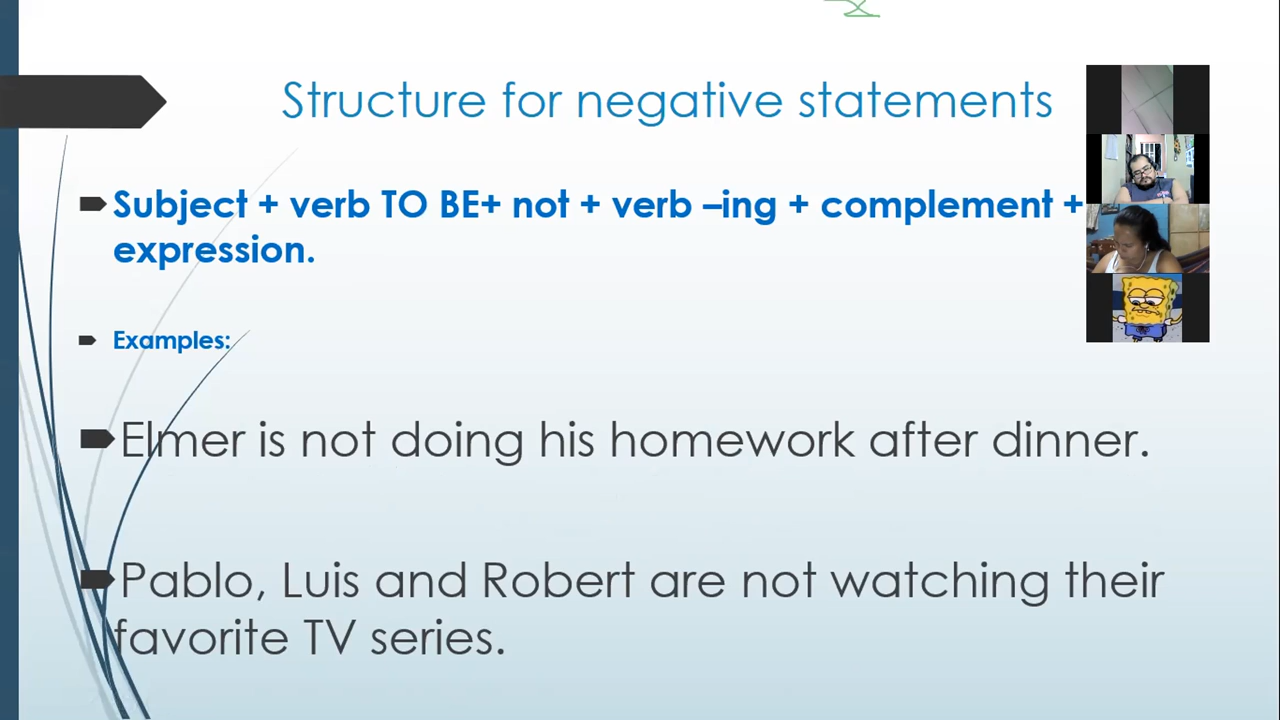 Structure for negative statements
Subject + verb TO BE+ not + verb –ing + complement +
expression.
Examples:
Elmer is not doing his homework after dinner.
Pablo, Luis and Robert are not watching their
favorite TV series.